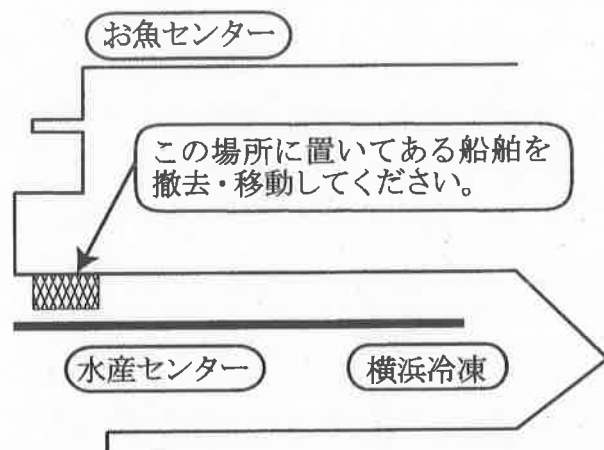 お魚センター
この場所に置いてある船舶を
撤去・移動してください。
水産センター
横浜冷凍